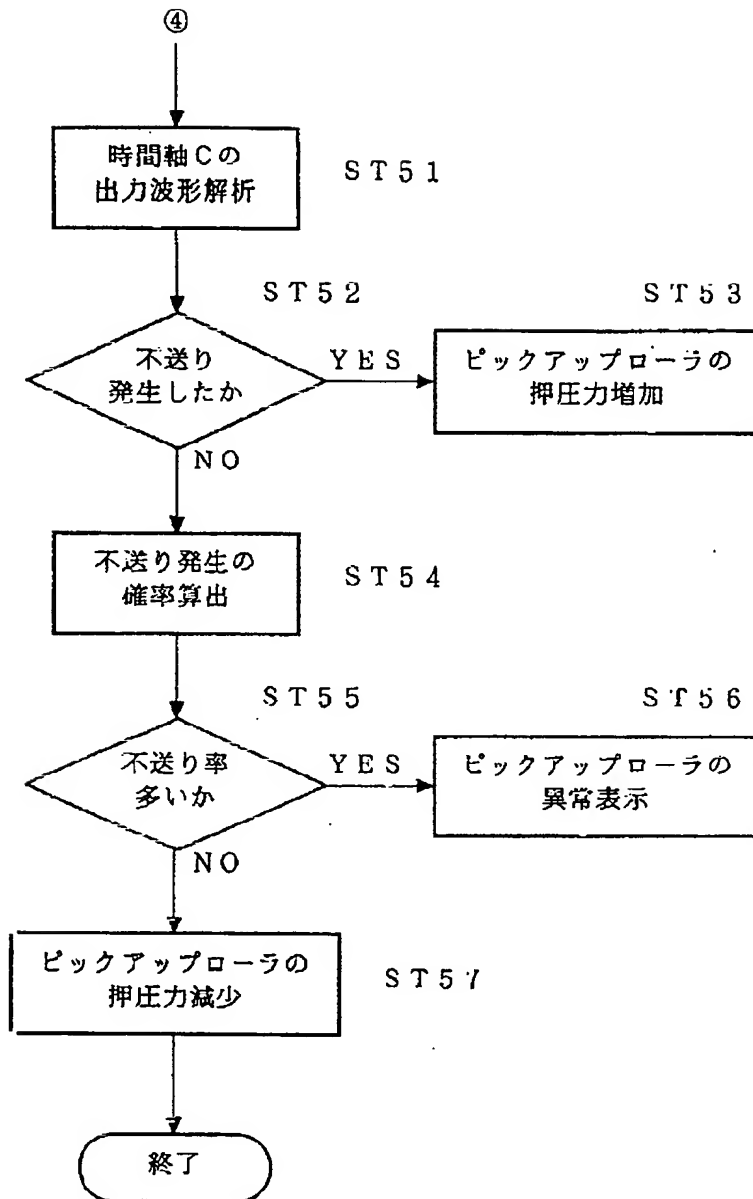 ④
時間軸Cの
出力波形解析
ST51
ST52
不送り
発生したか
YES
ST53
ピックアップローラの
押圧力増加
NO
不送り発生の
確率算出
ST54
ST55
不送り率
多いか
YES
ST56
ピックアップローラの
異常表示
NO
ピックアップローラの
押圧力減少
ST57
終了